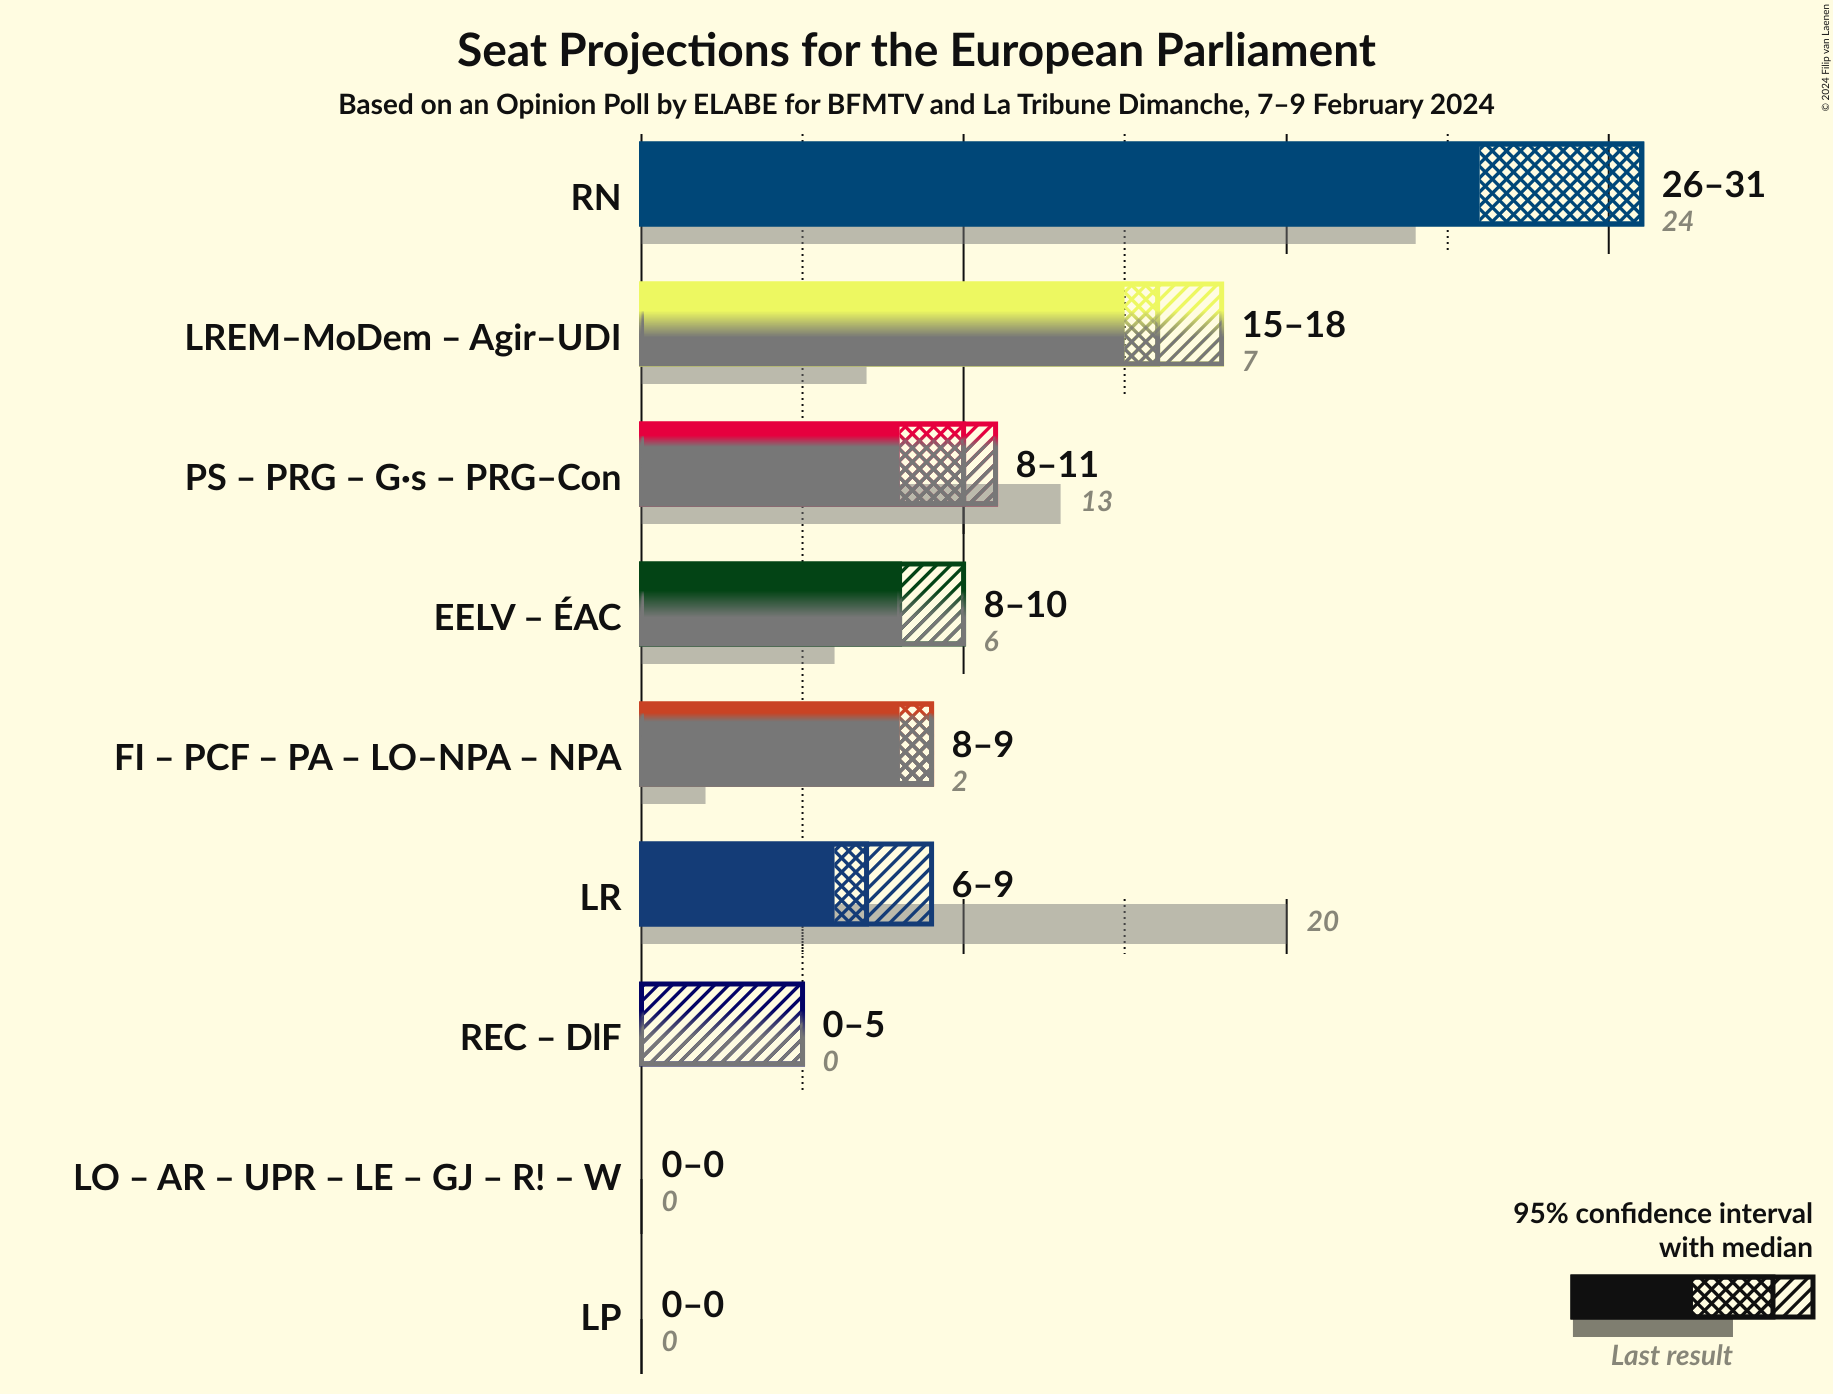 Seat Projections for the European Parliament
Based on an Opinion Poll by ELABE for BFMTV and La Tribune Dimanche, 7–9 February 2024
© 2024 Filip van Laenen
RN
26–31
24
LREM–MoDem – Agir–UDI
15–18
7
PS – PRG – G·s – PRG–Con
8–11
13
EELV – ÉAC
8–10
6
FI – PCF – PA – LO–NPA – NPA
8–9
2
LR
6–9
20
REC – DlF
0–5
0
LO – AR – UPR – LE – GJ – R! – W
0–0
0
LP
0–0
0
95% confidence interval
with median
Last result